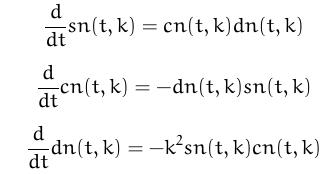 d/dt sn(t,k) = cn(t,k)dn(t,k)
d/dt cn(t,k) = −dn(t,k)sn(t,k)
d/dt dn(t,k) = −k²sn(t,k)cn(t,k)